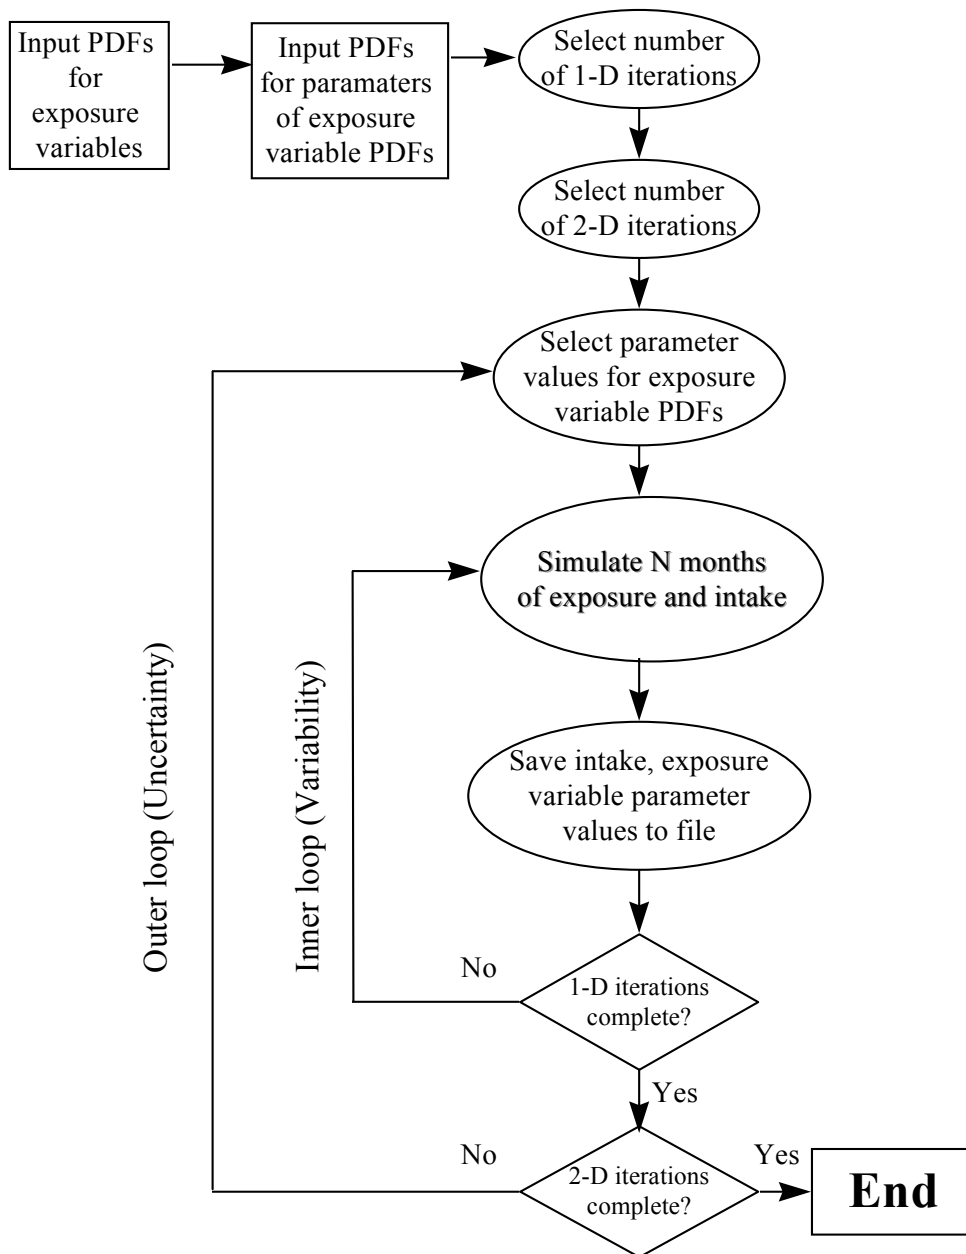 Input PDFs
for
exposure
variables
Input PDFs
for paramaters
of exposure
variable PDFs
Select number
of 1-D iterations
Select number
of 2-D iterations
Select parameter
values for exposure
variable PDFs
Simulate N months
of exposure and intake
Save intake, exposure
variable parameter
values to file
Outer loop (Uncertainty)
Inner loop (Variability)
No
1-D iterations
complete?
Yes
No
2-D iterations
complete?
Yes
End